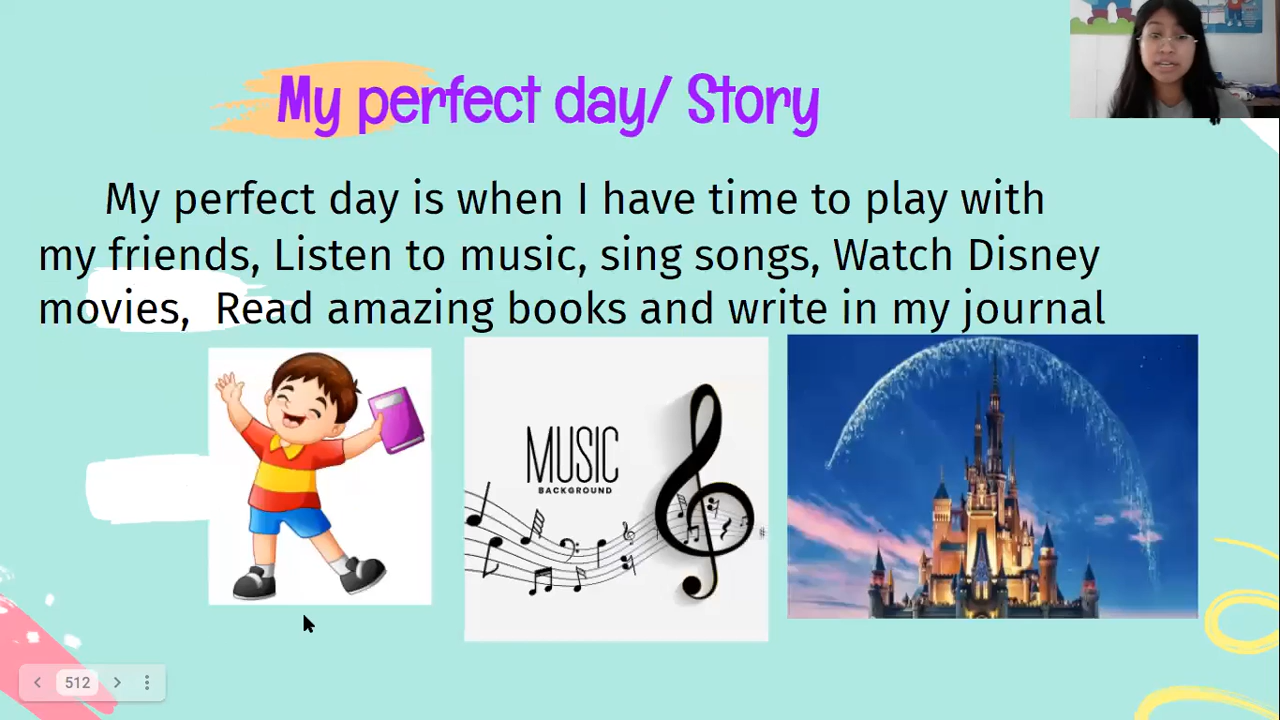 My perfect day/ Story
My perfect day is when I have time to play with
my friends, Listen to music, sing songs, Watch Disney
movies,  Read amazing books and write in my journal
MUSIC
BACKGROUND
512